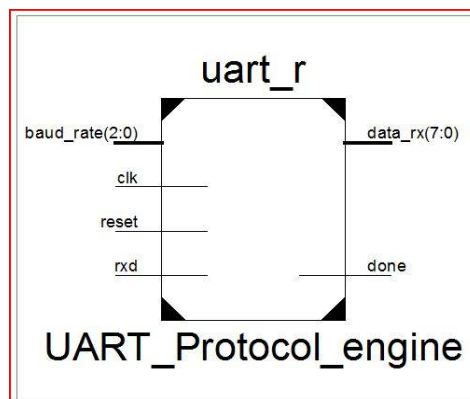 uart_r
baud_rate(2:0) data_rx(7:0)
clk
reset
rxd done
UART_Protocol_engine